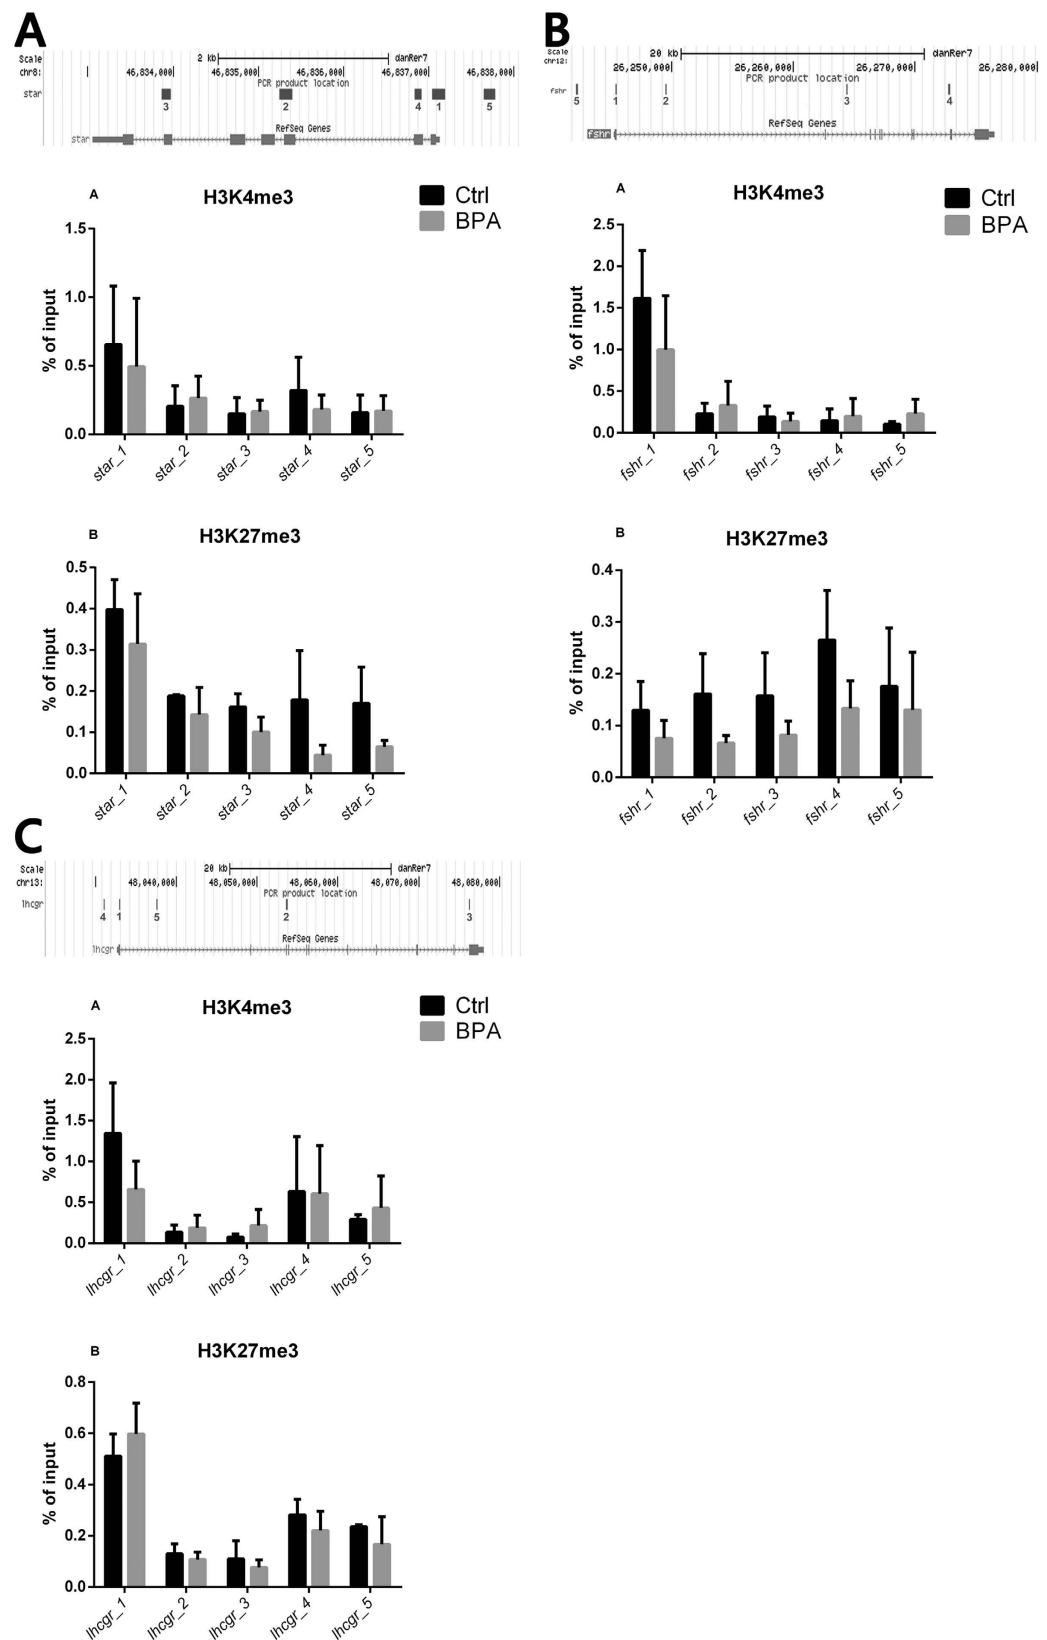 A
Scale
2 kb
danRer7
chr8:
46,834,000
46,835,000
46,836,000
46,837,000
46,838,000
PCR product location
star
3 2 4 1 5
RefSeq Genes
star
A
H3K4me3
Ctrl
BPA
1.5
1.0
0.5
0.0
% of input
star_1 star_2 star_3 star_4 star_5
B
H3K27me3
0.5
0.4
0.3
0.2
0.1
0.0
% of input
star_1 star_2 star_3 star_4 star_5
B
Scale
20 kb
danRer7
chr12:
26,250,000
26,260,000
26,270,000
26,280,000
PCR product location
fshr
5 1 2 3 4
RefSeq Genes
fshr
A
H3K4me3
Ctrl
BPA
2.5
2.0
1.5
1.0
0.5
0.0
% of input
fshr_1 fshr_2 fshr_3 fshr_4 fshr_5
B
H3K27me3
0.4
0.3
0.2
0.1
0.0
% of input
fshr_1 fshr_2 fshr_3 fshr_4 fshr_5
C
Scale
20 kb
danRer7
chr13:
48,040,000
48,050,000
48,060,000
48,070,000
48,080,000
PCR product location
lhcgr
4 1 5 2 3
RefSeq Genes
lhcgr
A
H3K4me3
Ctrl
BPA
2.5
2.0
1.5
1.0
0.5
0.0
% of input
lhcgr_1 lhcgr_2 lhcgr_3 lhcgr_4 lhcgr_5
B
H3K27me3
0.8
0.6
0.4
0.2
0.0
% of input
lhcgr_1 lhcgr_2 lhcgr_3 lhcgr_4 lhcgr_5